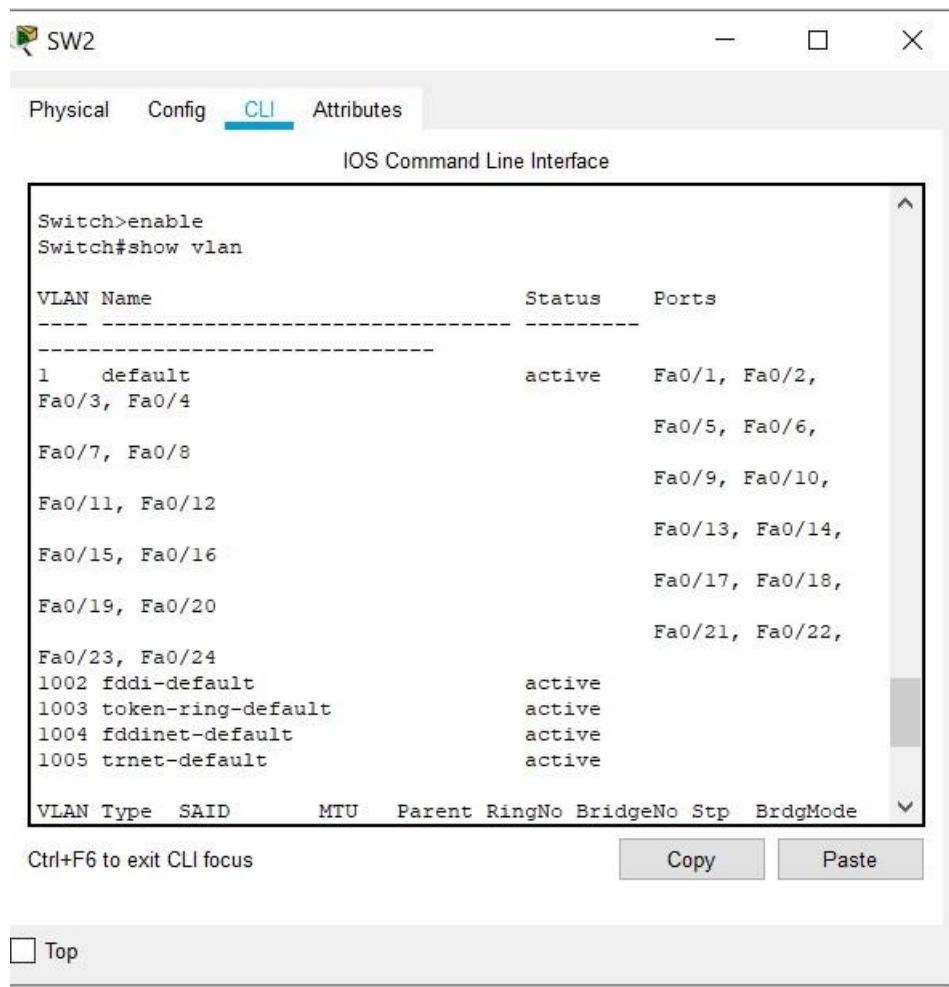 SW2
Physical Config CLI Attributes
IOS Command Line Interface
Switch>enable
Switch#show vlan
VLAN Name                             Status    Ports
---- -------------------------------- ---------
-------------------------------
1    default                          active    Fa0/1, Fa0/2,
Fa0/3, Fa0/4
                                                Fa0/5, Fa0/6,
Fa0/7, Fa0/8
                                                Fa0/9, Fa0/10,
Fa0/11, Fa0/12
                                                Fa0/13, Fa0/14,
Fa0/15, Fa0/16
                                                Fa0/17, Fa0/18,
Fa0/19, Fa0/20
                                                Fa0/21, Fa0/22,
Fa0/23, Fa0/24
1002 fddi-default                     active
1003 token-ring-default               active
1004 fddinet-default                  active
1005 trnet-default                    active
VLAN Type  SAID       MTU   Parent RingNo BridgeNo Stp  BrdgMode
Ctrl+F6 to exit CLI focus
Copy Paste
Top